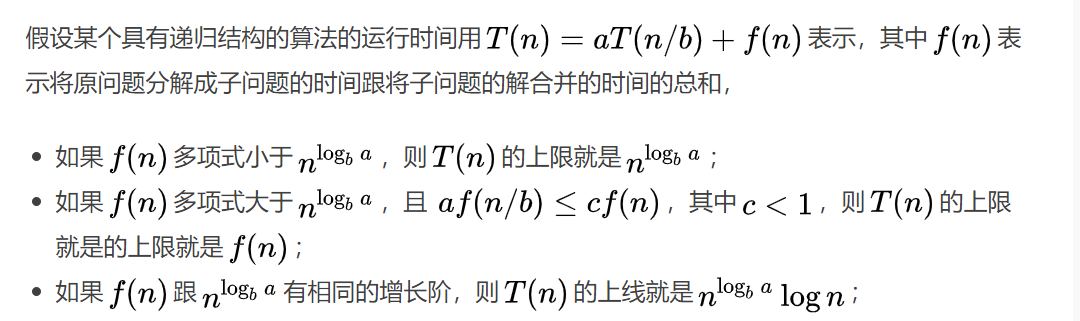 假设某个具有递归结构的算法的运行时间用 T(n) = aT(n/b) + f(n) 表示，其中 f(n) 表
示将原问题分解成子问题的时间跟将子问题的解合并的时间的总和，
• 如果 f(n) 多项式小于 n^{log_b a} ，则 T(n) 的上限就是 n^{log_b a} ；
• 如果 f(n) 多项式大于 n^{log_b a} ，且 af(n/b) ≤ cf(n) ，其中 c < 1 ，则 T(n) 的上限
就是的上限就是 f(n) ；
• 如果 f(n) 跟 n^{log_b a} 有相同的增长阶，则 T(n) 的上线就是 n^{log_b a} log n ；